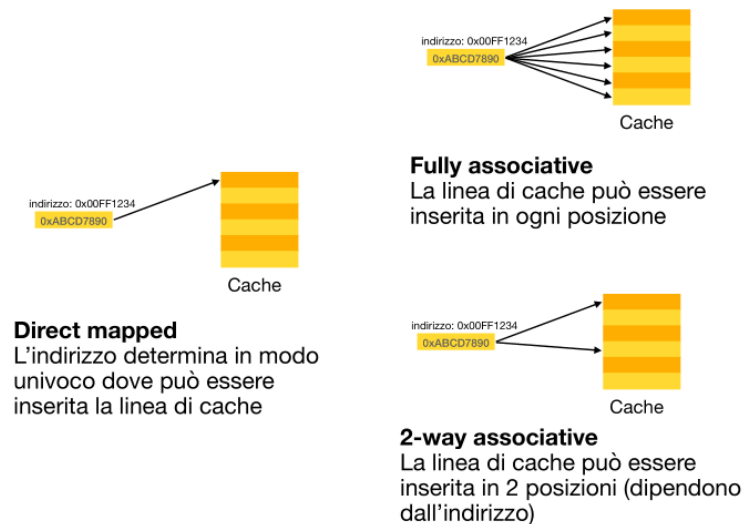 indirizzo: 0x00FF1234
0xABCD7890
Cache
Fully associative
La linea di cache può essere
inserita in ogni posizione
indirizzo: 0x00FF1234
0xABCD7890
Cache
Direct mapped
L'indirizzo determina in modo
univoco dove può essere
inserita la linea di cache
indirizzo: 0x00FF1234
0xABCD7890
Cache
2-way associative
La linea di cache può essere
inserita in 2 posizioni (dipendono
dall'indirizzo)